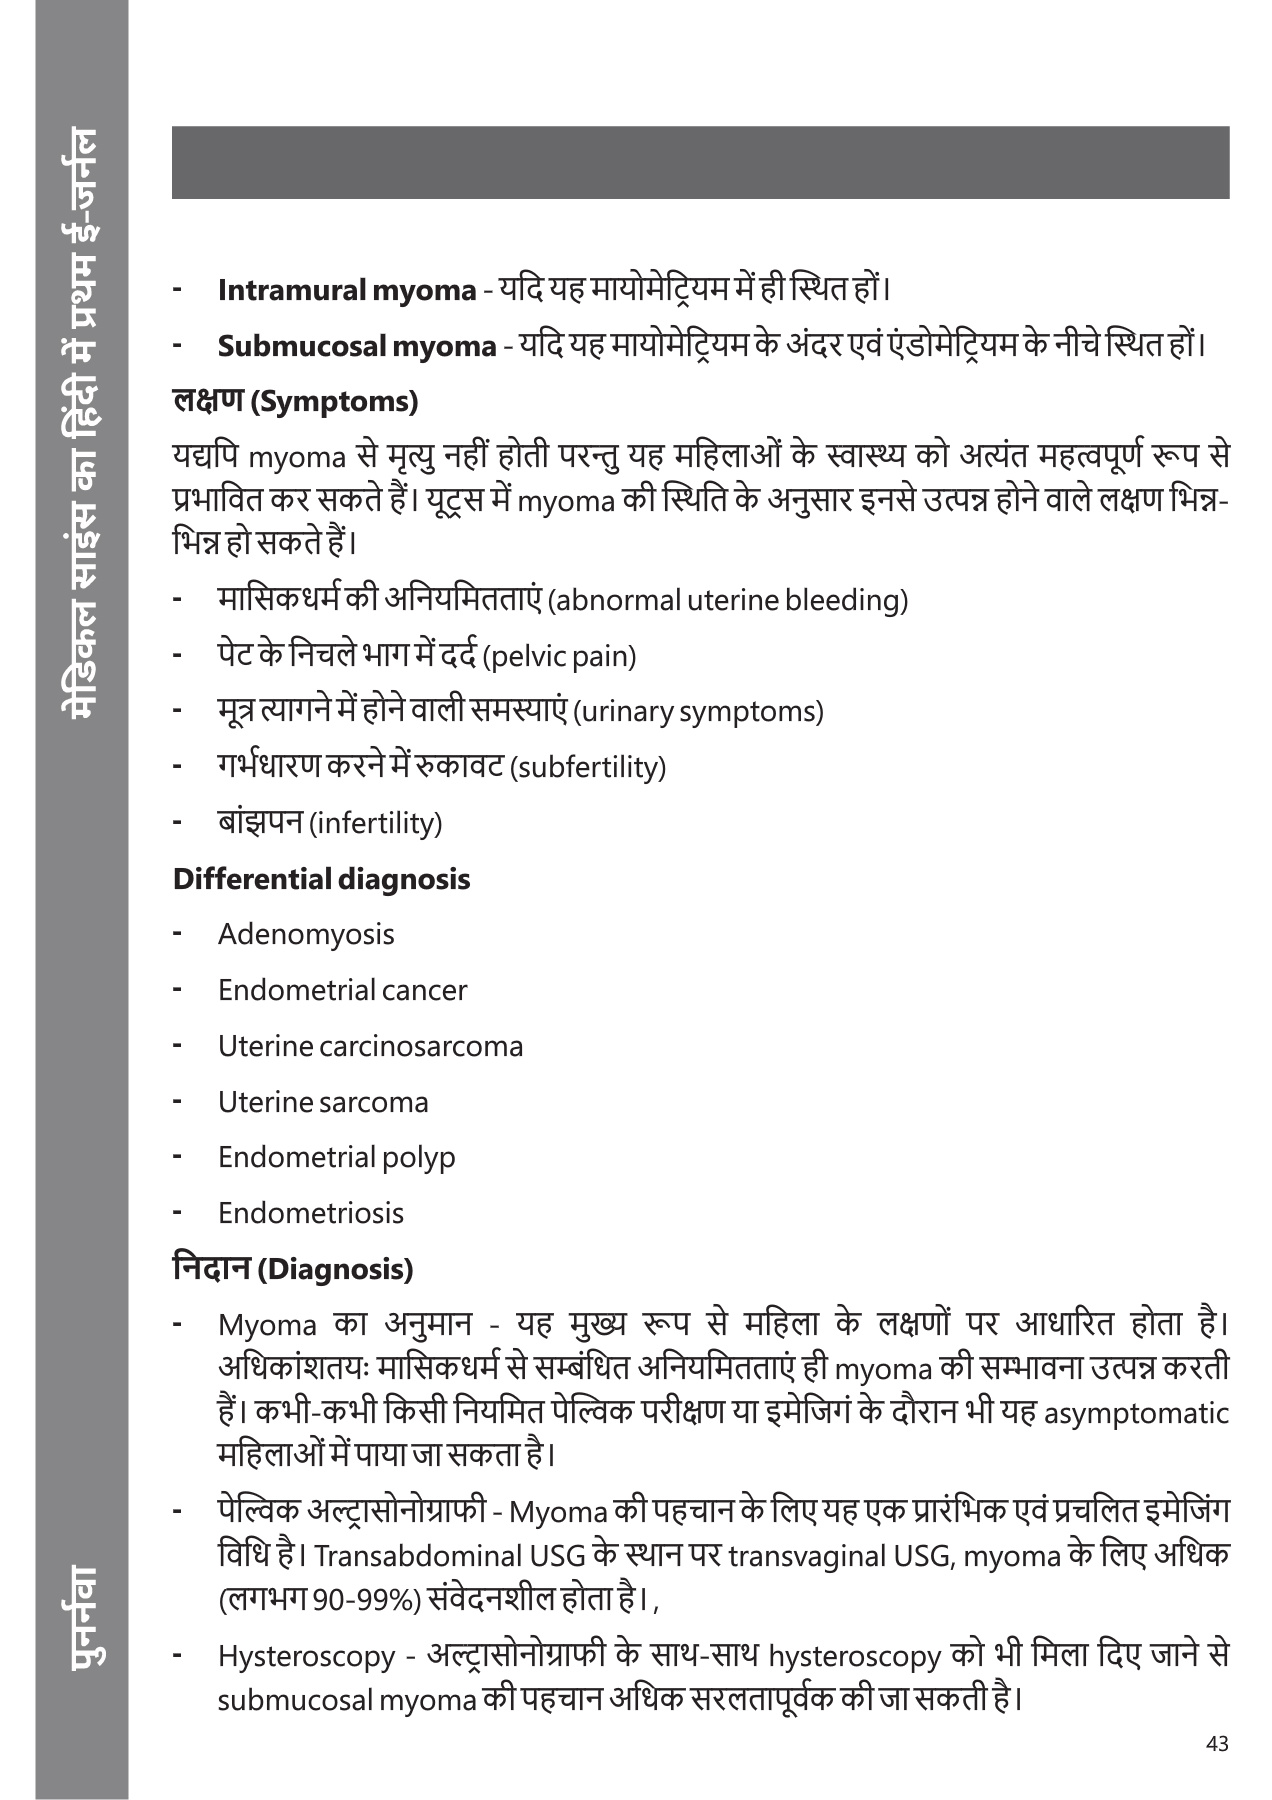 मेडिकल साइंस का हिंदी में प्रथम ई-जर्नल
- Intramural myoma - यदि यह मायोमेट्रियम में ही स्थित हों।
- Submucosal myoma - यदि यह मायोमेट्रियम के अंदर एवं एंडोमेट्रियम के नीचे स्थित हों।
लक्षण (Symptoms)
यद्यपि myoma से मृत्यु नहीं होती परन्तु यह महिलाओं के स्वास्थ्य को अत्यंत महत्वपूर्ण रूप से
प्रभावित कर सकते हैं। यूट्रस में myoma की स्थिति के अनुसार इनसे उत्पन्न होने वाले लक्षण भिन्न-
भिन्न हो सकते हैं।
- मासिकधर्म की अनियमितताएं (abnormal uterine bleeding)
- पेट के निचले भाग में दर्द (pelvic pain)
- मूत्र त्यागने में होने वाली समस्याएं (urinary symptoms)
- गर्भधारण करने में रुकावट (subfertility)
- बांझपन (infertility)
Differential diagnosis
- Adenomyosis
- Endometrial cancer
- Uterine carcinosarcoma
- Uterine sarcoma
- Endometrial polyp
- Endometriosis
निदान (Diagnosis)
- Myoma का अनुमान - यह मुख्य रूप से महिला के लक्षणों पर आधारित होता है।
अधिकांशतयः मासिकधर्म से सम्बंधित अनियमितताएं ही myoma की सम्भावना उत्पन्न करती
हैं। कभी-कभी किसी नियमित पेल्विक परीक्षण या इमेजिगं के दौरान भी यह asymptomatic
महिलाओं में पाया जा सकता है।
- पेल्विक अल्ट्रासोनोग्राफी - Myoma की पहचान के लिए यह एक प्रारंभिक एवं प्रचलित इमेजिंग
विधि है। Transabdominal USG के स्थान पर transvaginal USG, myoma के लिए अधिक
(लगभग 90-99%) संवेदनशील होता है। ,
- Hysteroscopy - अल्ट्रासोनोग्राफी के साथ-साथ hysteroscopy को भी मिला दिए जाने से
submucosal myoma की पहचान अधिक सरलतापूर्वक की जा सकती है।
पुनर्नवा
43